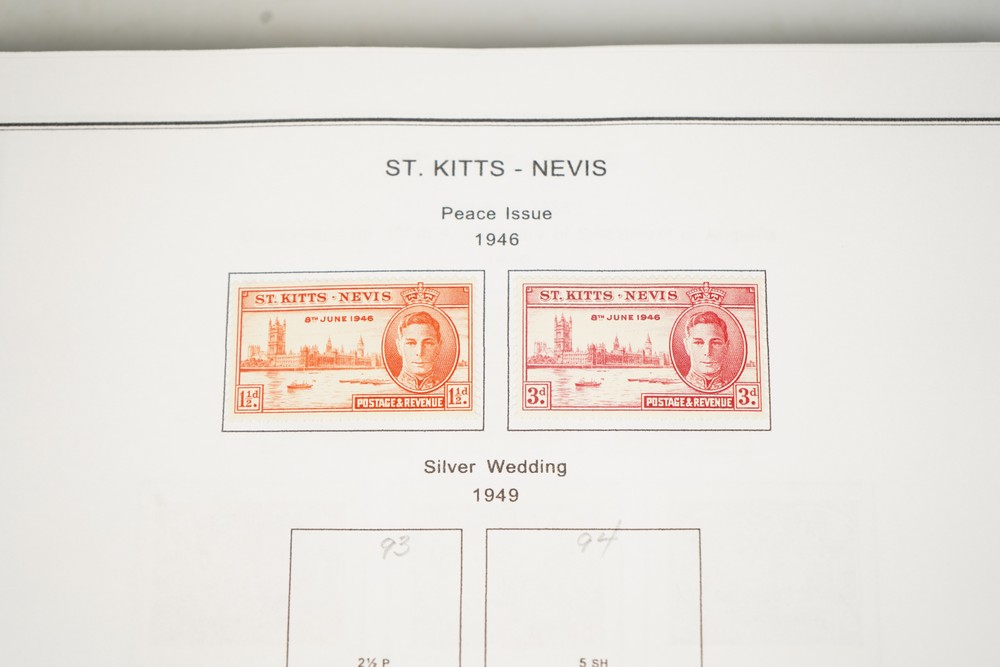 ST. KITTS - NEVIS
Peace Issue
1946
ST. KITTS · NEVIS
8TH JUNE 1946
1½d.
POSTAGE & REVENUE
1½d.
ST. KITTS · NEVIS
8TH JUNE 1946
3d.
POSTAGE & REVENUE
3d.
Silver Wedding
1949
93
94
2½ P
5 SH